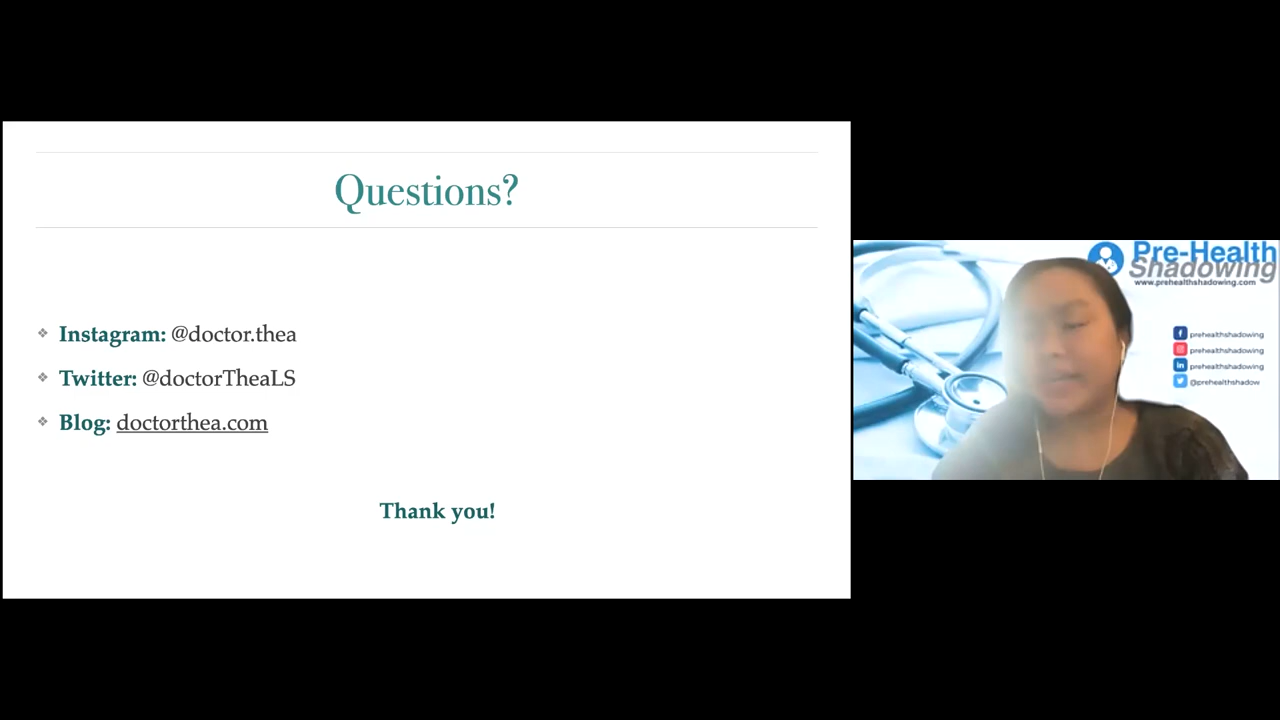 Questions?
Instagram: @doctor.thea
Twitter: @doctorTheaLS
Blog: doctorthea.com
Thank you!
Pre-Health
Shadowing
www.prehealthshadowing.com
prehealthshadowing
prehealthshadowing
prehealthshadowing
@prehealthshadow